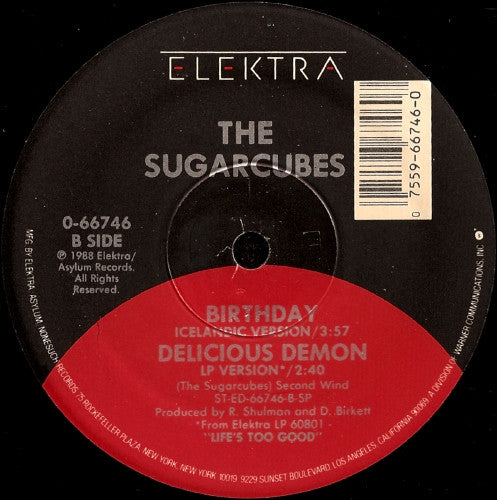 ELEKTRA
THE
SUGARCUBES
0-66746
B SIDE
℗ 1988 Elektra/
Asylum Records.
All Rights
Reserved.
0 7559-66746-0
BIRTHDAY
ICELANDIC VERSION/3:57
DELICIOUS DEMON
LP VERSION*/2:40
(The Sugarcubes) Second Wind
ST-ED-66746-B-SP
Produced by R. Shulman and D. Birkett
*From Elektra LP 60801 -
"LIFE'S TOO GOOD"
MFG. BY ELEKTRA, ASYLUM, NONESUCH RECORDS 75 ROCKEFELLER PLAZA, NEW YORK, NEW YORK 10019 9229 SUNSET BOULEVARD, LOS ANGELES, CALIFORNIA 90069 A DIVISION OF WARNER COMMUNICATIONS, INC